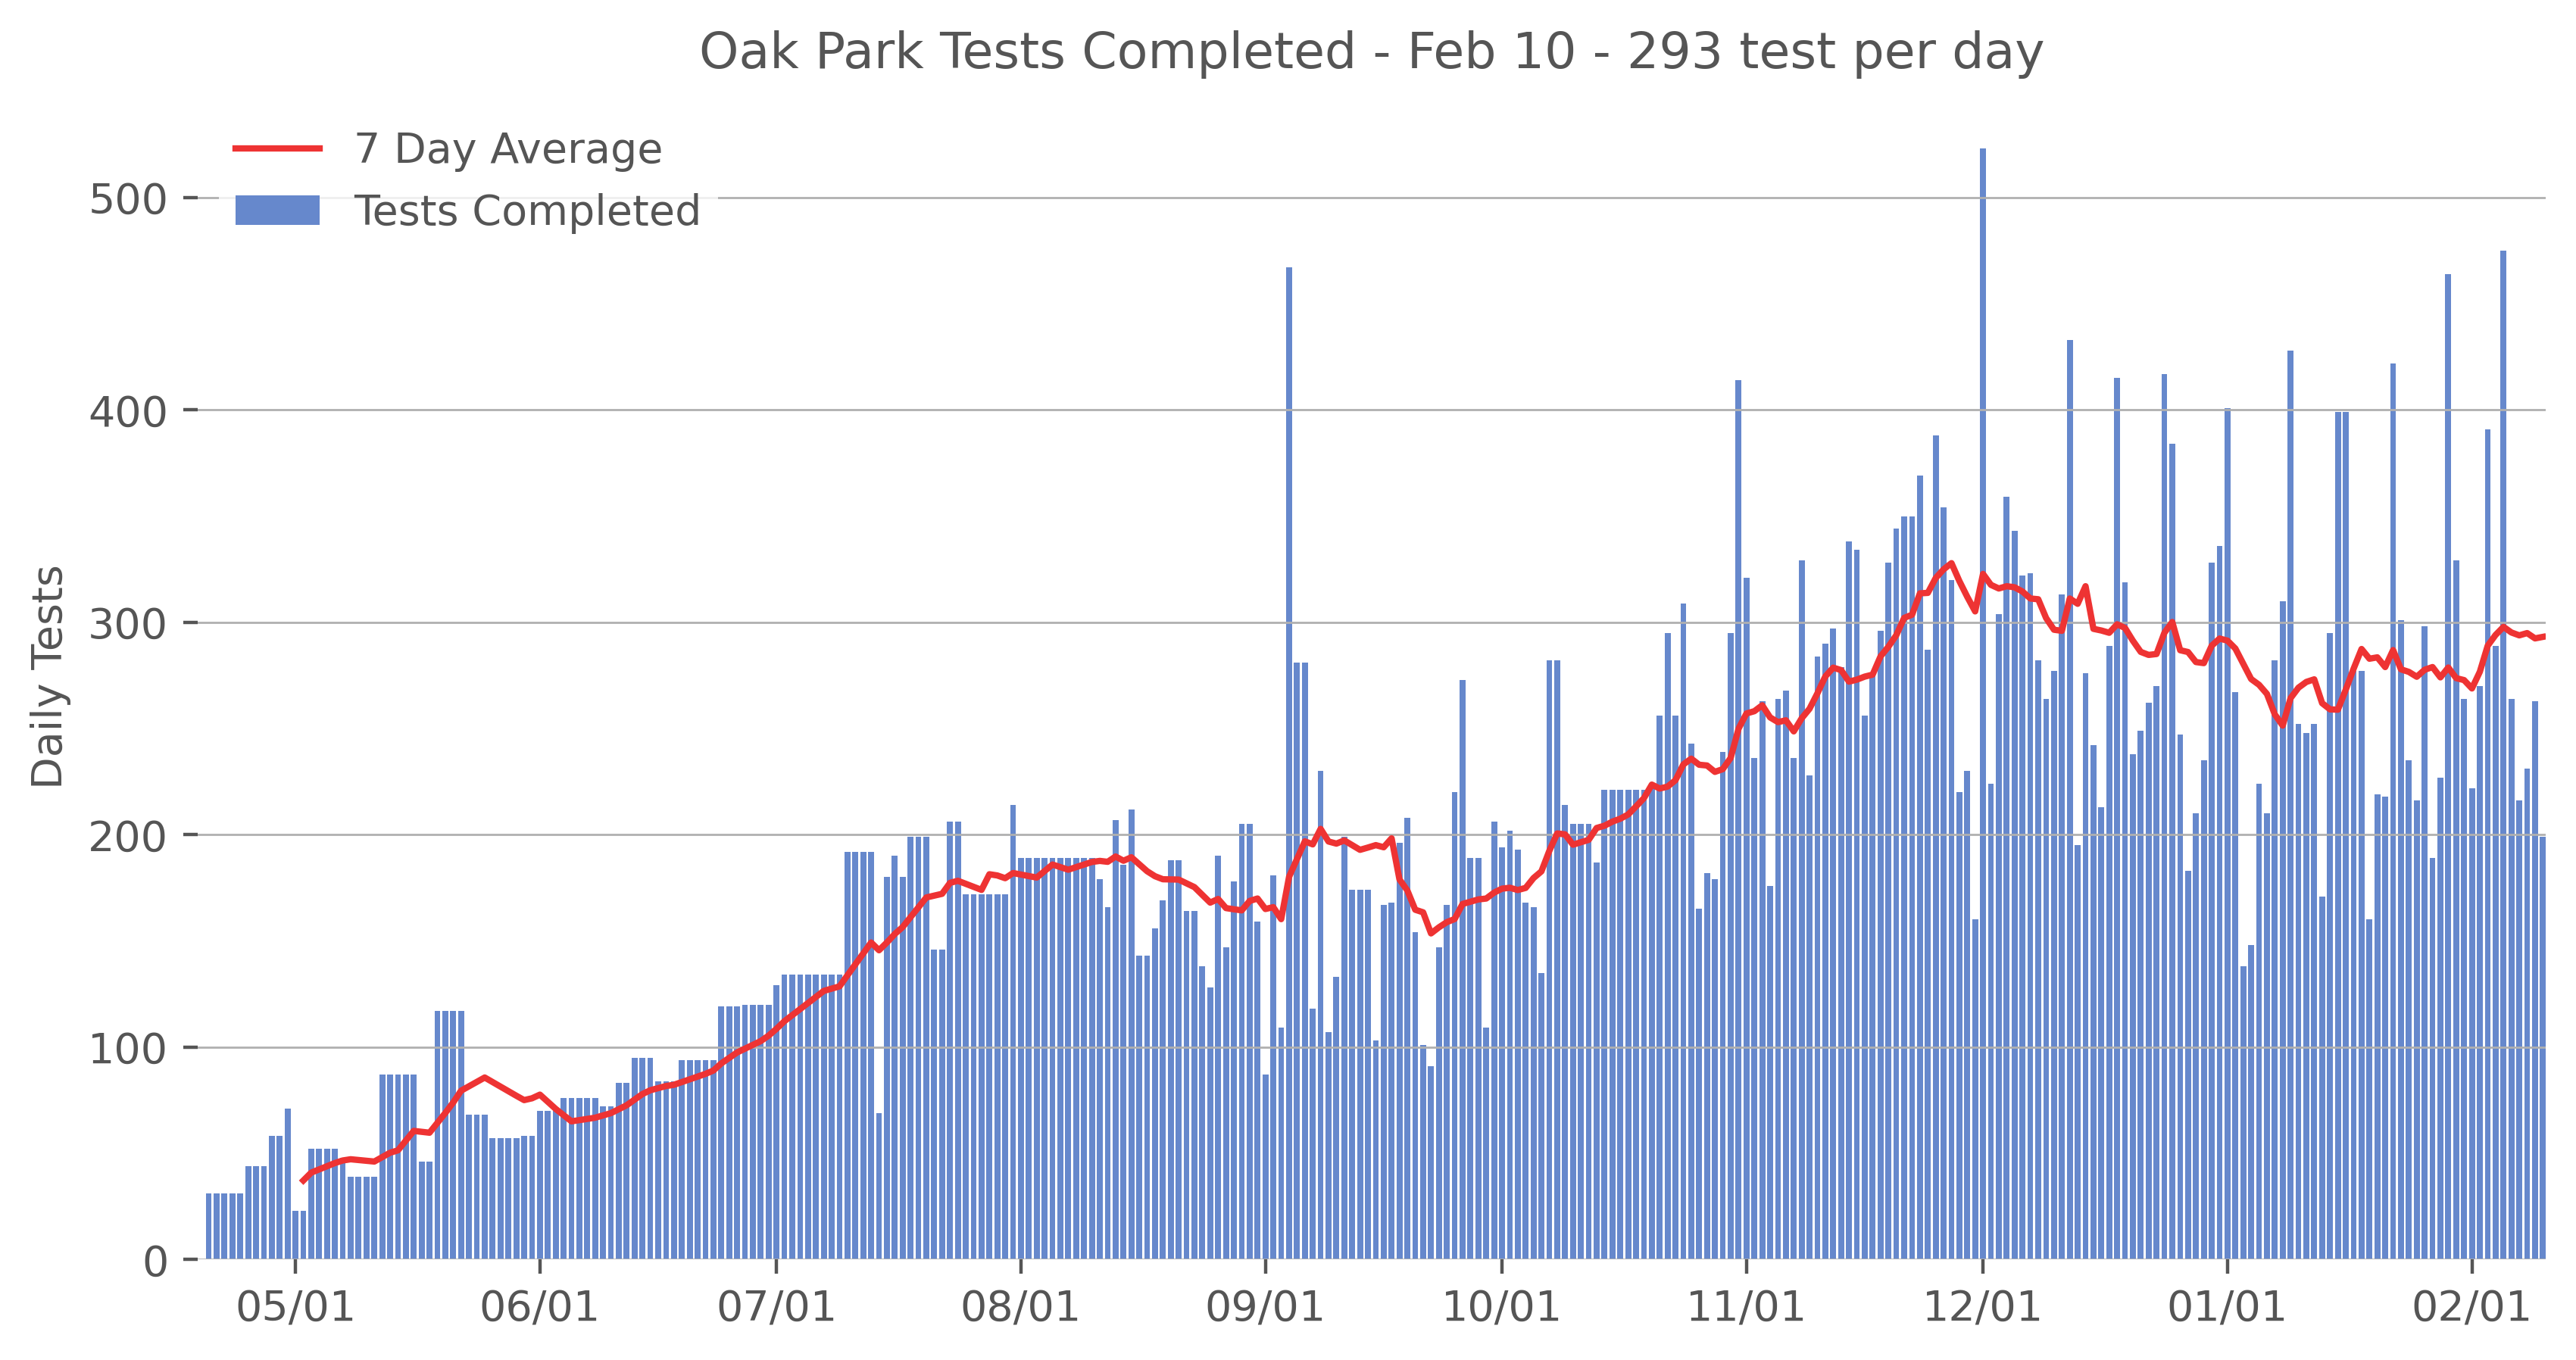 Oak Park Tests Completed - Feb 10 - 293 test per day
7 Day Average
Tests Completed
Daily Tests
500
400
300
200
100
0
05/01 06/01 07/01 08/01 09/01 10/01 11/01 12/01 01/01 02/01